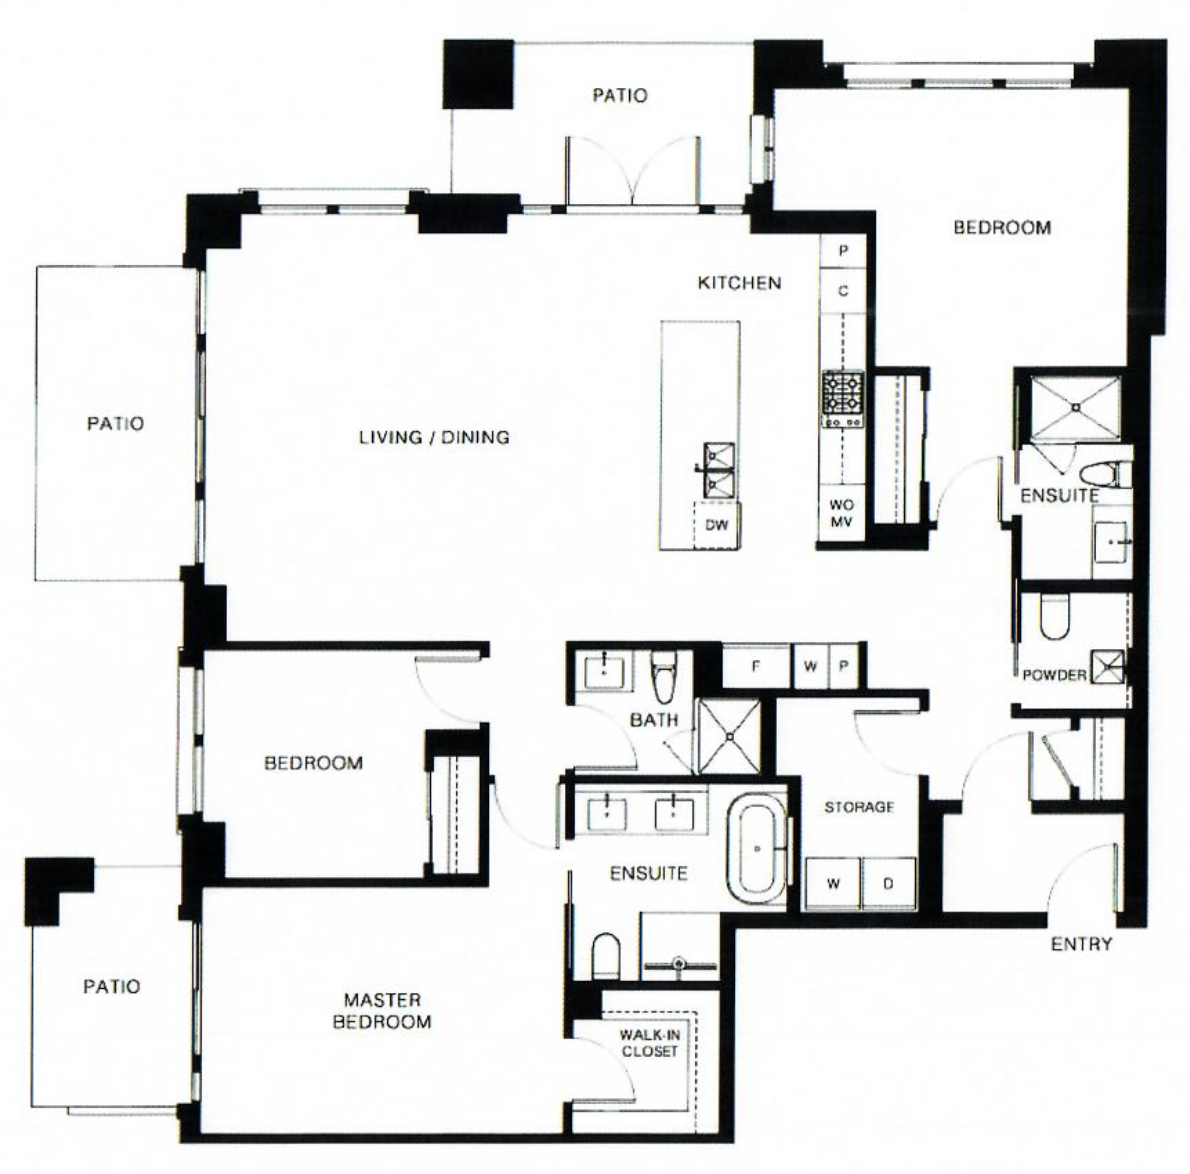 PATIO
BEDROOM
P
KITCHEN
C
PATIO
LIVING / DINING
ENSUITE
WO
MV
DW
F
W
P
POWDER
BATH
BEDROOM
STORAGE
ENSUITE
W
D
ENTRY
PATIO
MASTER
BEDROOM
WALK-IN
CLOSET